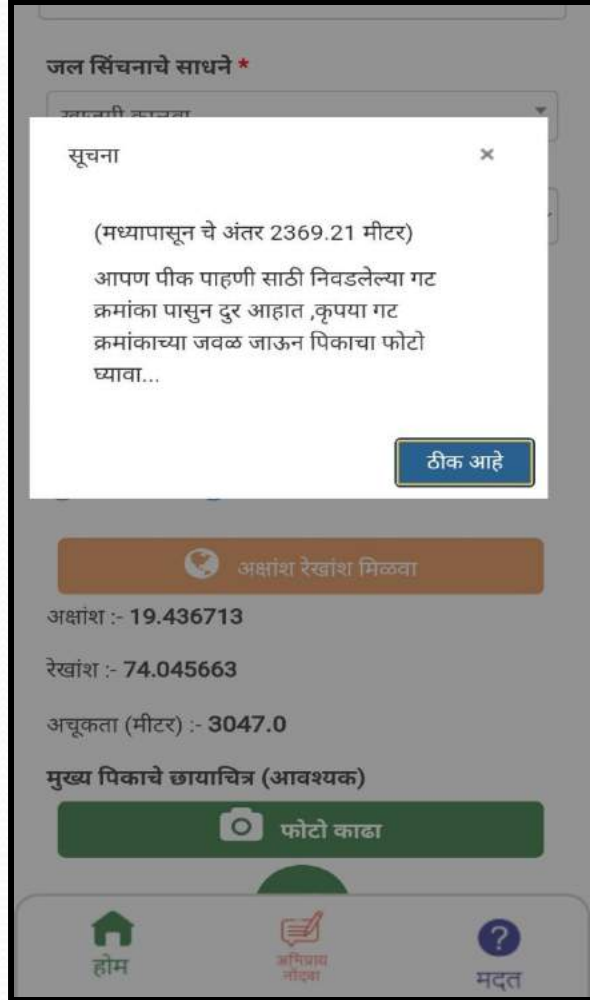 जल सिंचनाचे साधने *
खाजगी कालवा
सूचना ×
(मध्यापासून चे अंतर 2369.21 मीटर)
आपण पीक पाहणी साठी निवडलेल्या गट
क्रमांका पासुन दुर आहात ,कृपया गट
क्रमांकाच्या जवळ जाऊन पिकाचा फोटो
घ्यावा...
ठीक आहे
अक्षांश रेखांश मिळवा
अक्षांश :- 19.436713
रेखांश :- 74.045663
अचूकता (मीटर) :- 3047.0
मुख्य पिकाचे छायाचित्र (आवश्यक)
फोटो काढा
होम
अभिप्राय
नोंदवा
मदत